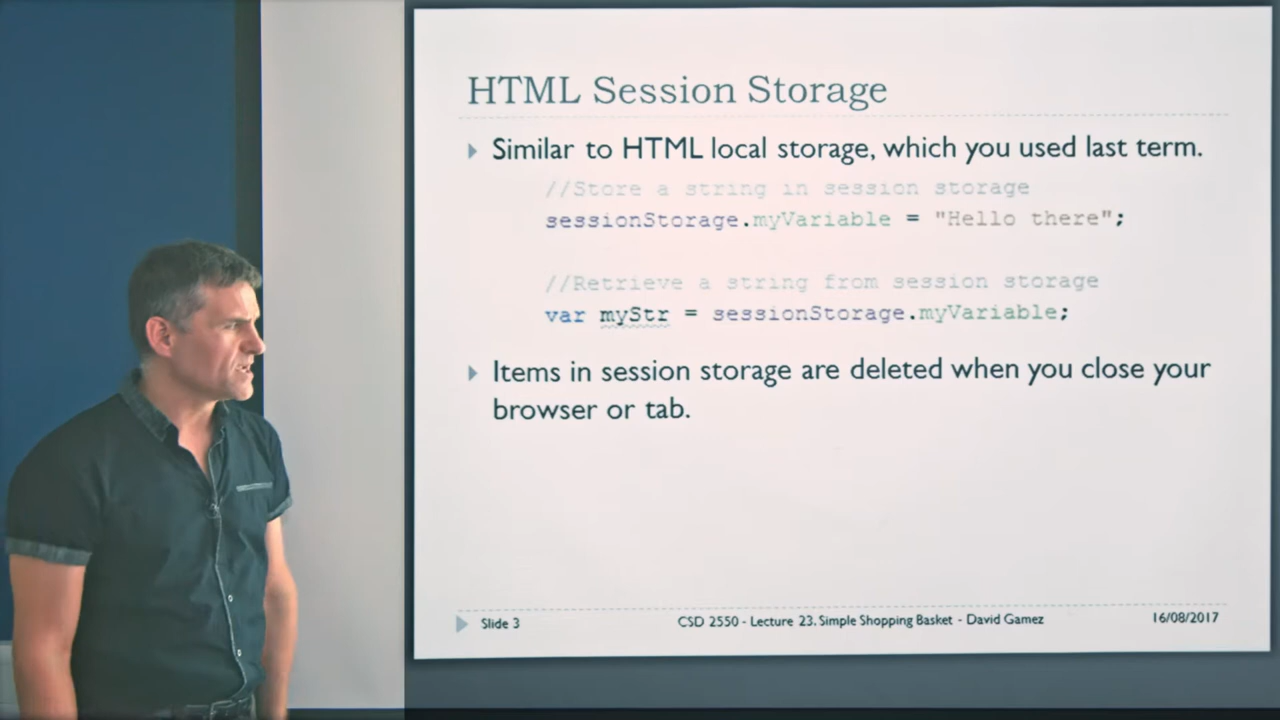 HTML Session Storage
Similar to HTML local storage, which you used last term.
//Store a string in session storage
sessionStorage.myVariable = "Hello there";
//Retrieve a string from session storage
var myStr = sessionStorage.myVariable;
Items in session storage are deleted when you close your
browser or tab.
Slide 3
CSD 2550 - Lecture 23. Simple Shopping Basket - David Gamez
16/08/2017